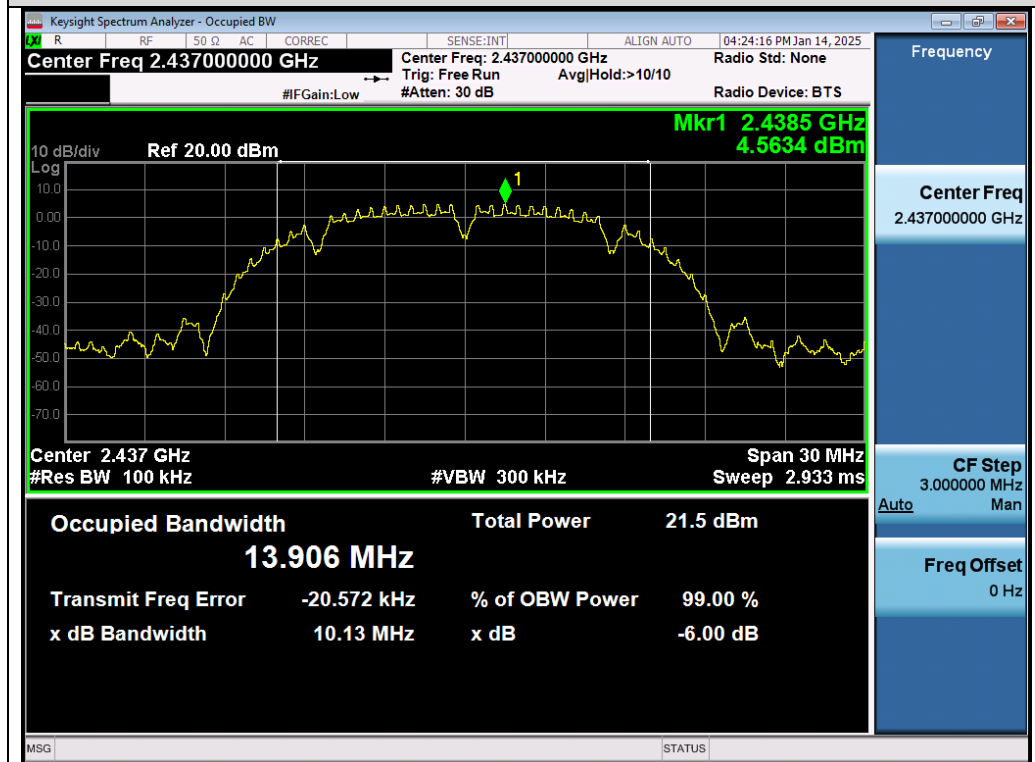 Keysight Spectrum Analyzer - Occupied BW
LXI R RF 50 Ω AC CORREC SENSE:INT ALIGN AUTO 04:24:16 PM Jan 14, 2025
Center Freq 2.437000000 GHz
#IFGain:Low
Center Freq: 2.437000000 GHz
Trig: Free Run Avg|Hold:>10/10
#Atten: 30 dB
Radio Std: None
Radio Device: BTS
Mkr1 2.4385 GHz
4.5634 dBm
10 dB/div Ref 20.00 dBm
Log
10.0
0.00
-10.0
-20.0
-30.0
-40.0
-50.0
-60.0
-70.0
1
Center 2.437 GHz Span 30 MHz
#Res BW 100 kHz #VBW 300 kHz Sweep 2.933 ms
Occupied Bandwidth Total Power 21.5 dBm
13.906 MHz
Transmit Freq Error -20.572 kHz % of OBW Power 99.00 %
x dB Bandwidth 10.13 MHz x dB -6.00 dB
Frequency
Center Freq
2.437000000 GHz
CF Step
3.000000 MHz
Auto Man
Freq Offset
0 Hz
MSG STATUS